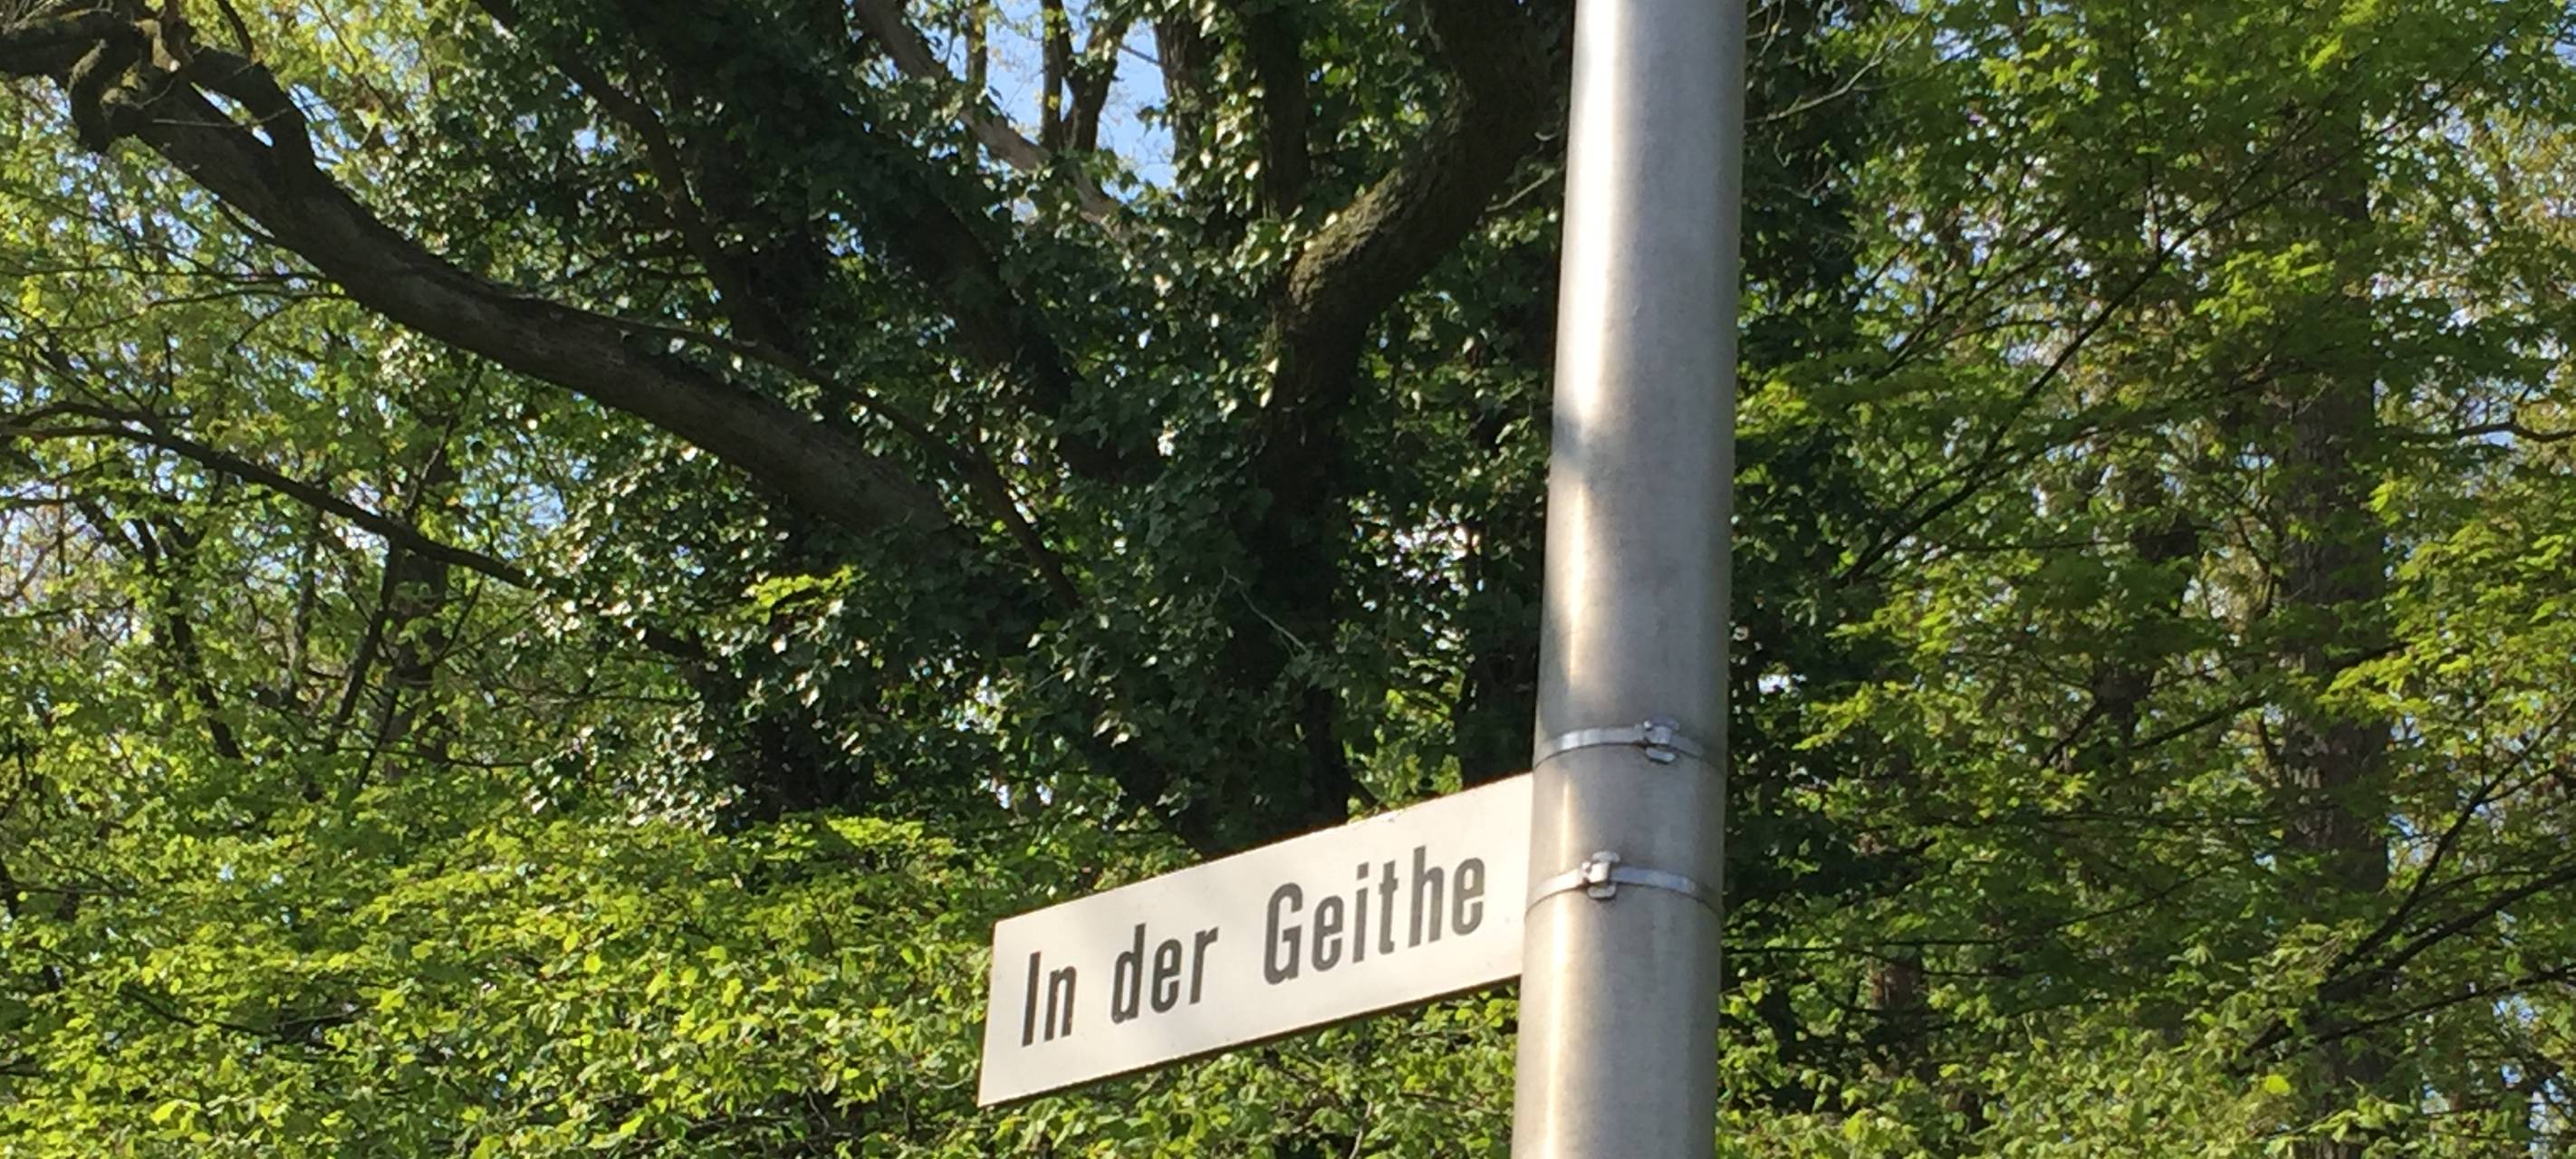 In der Geithe